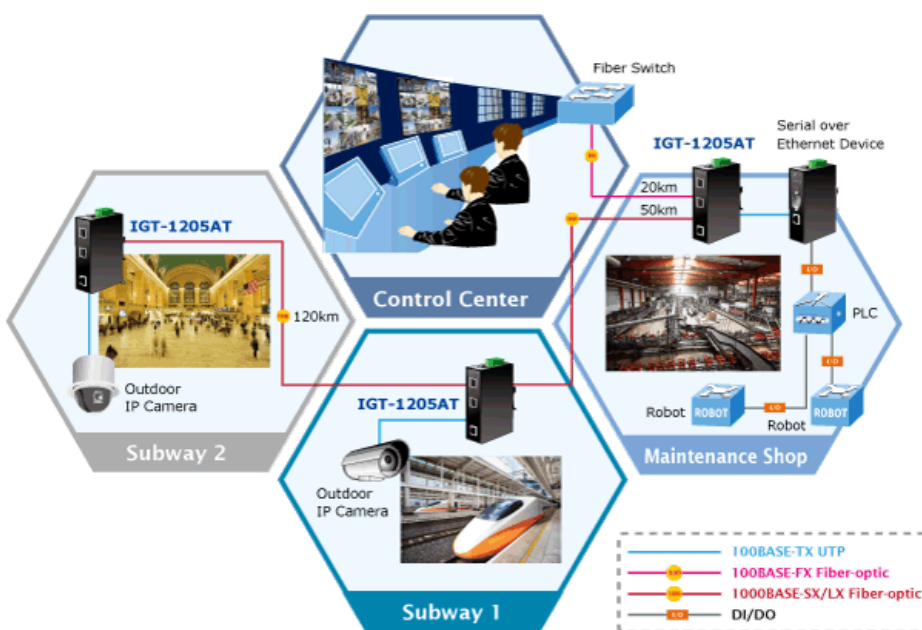 Fiber Switch
IGT-1205AT
Serial over
Ethernet Device
20km
50km
IGT-1205AT
Control Center
120km
I/O
PLC
Outdoor
IP Camera
IGT-1205AT
I/O
Robot
ROBOT
I/O
Robot
ROBOT
Subway 2
Maintenance Shop
Outdoor
IP Camera
Subway 1
100BASE-TX UTP
100BASE-FX Fiber-optic
1000BASE-SX/LX Fiber-optic
I/O DI/DO